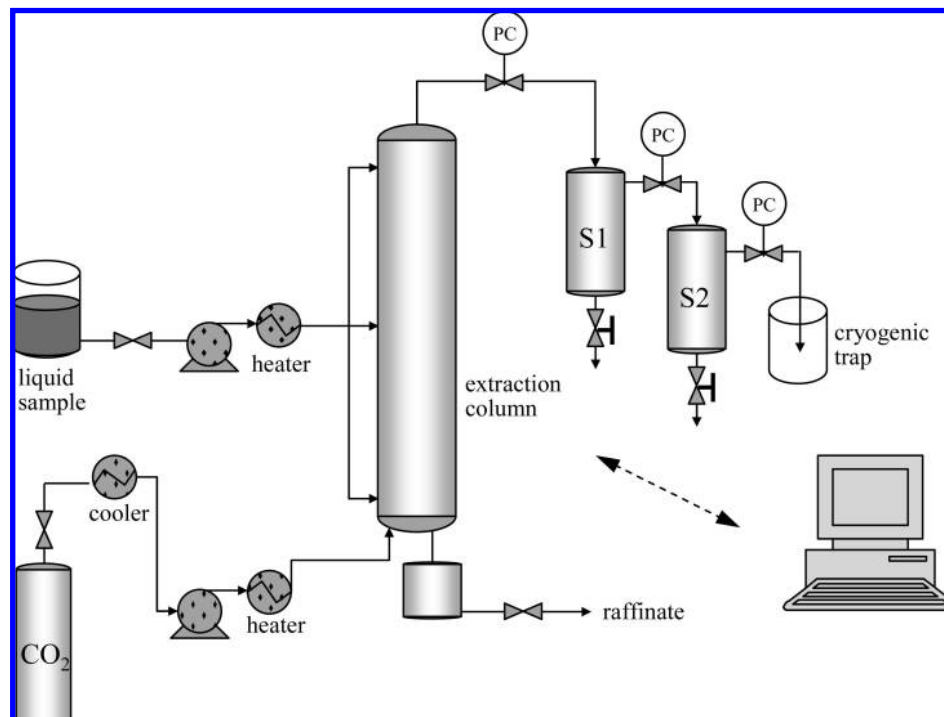 PC
PC
PC
S1
S2
cryogenic
trap
liquid
sample
heater
extraction
column
cooler
heater
raffinate
CO₂